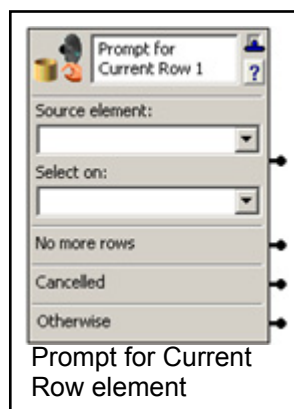 Prompt for
Current Row 1
?
Source element:
Select on:
No more rows
Cancelled
Otherwise
Prompt for Current
Row element